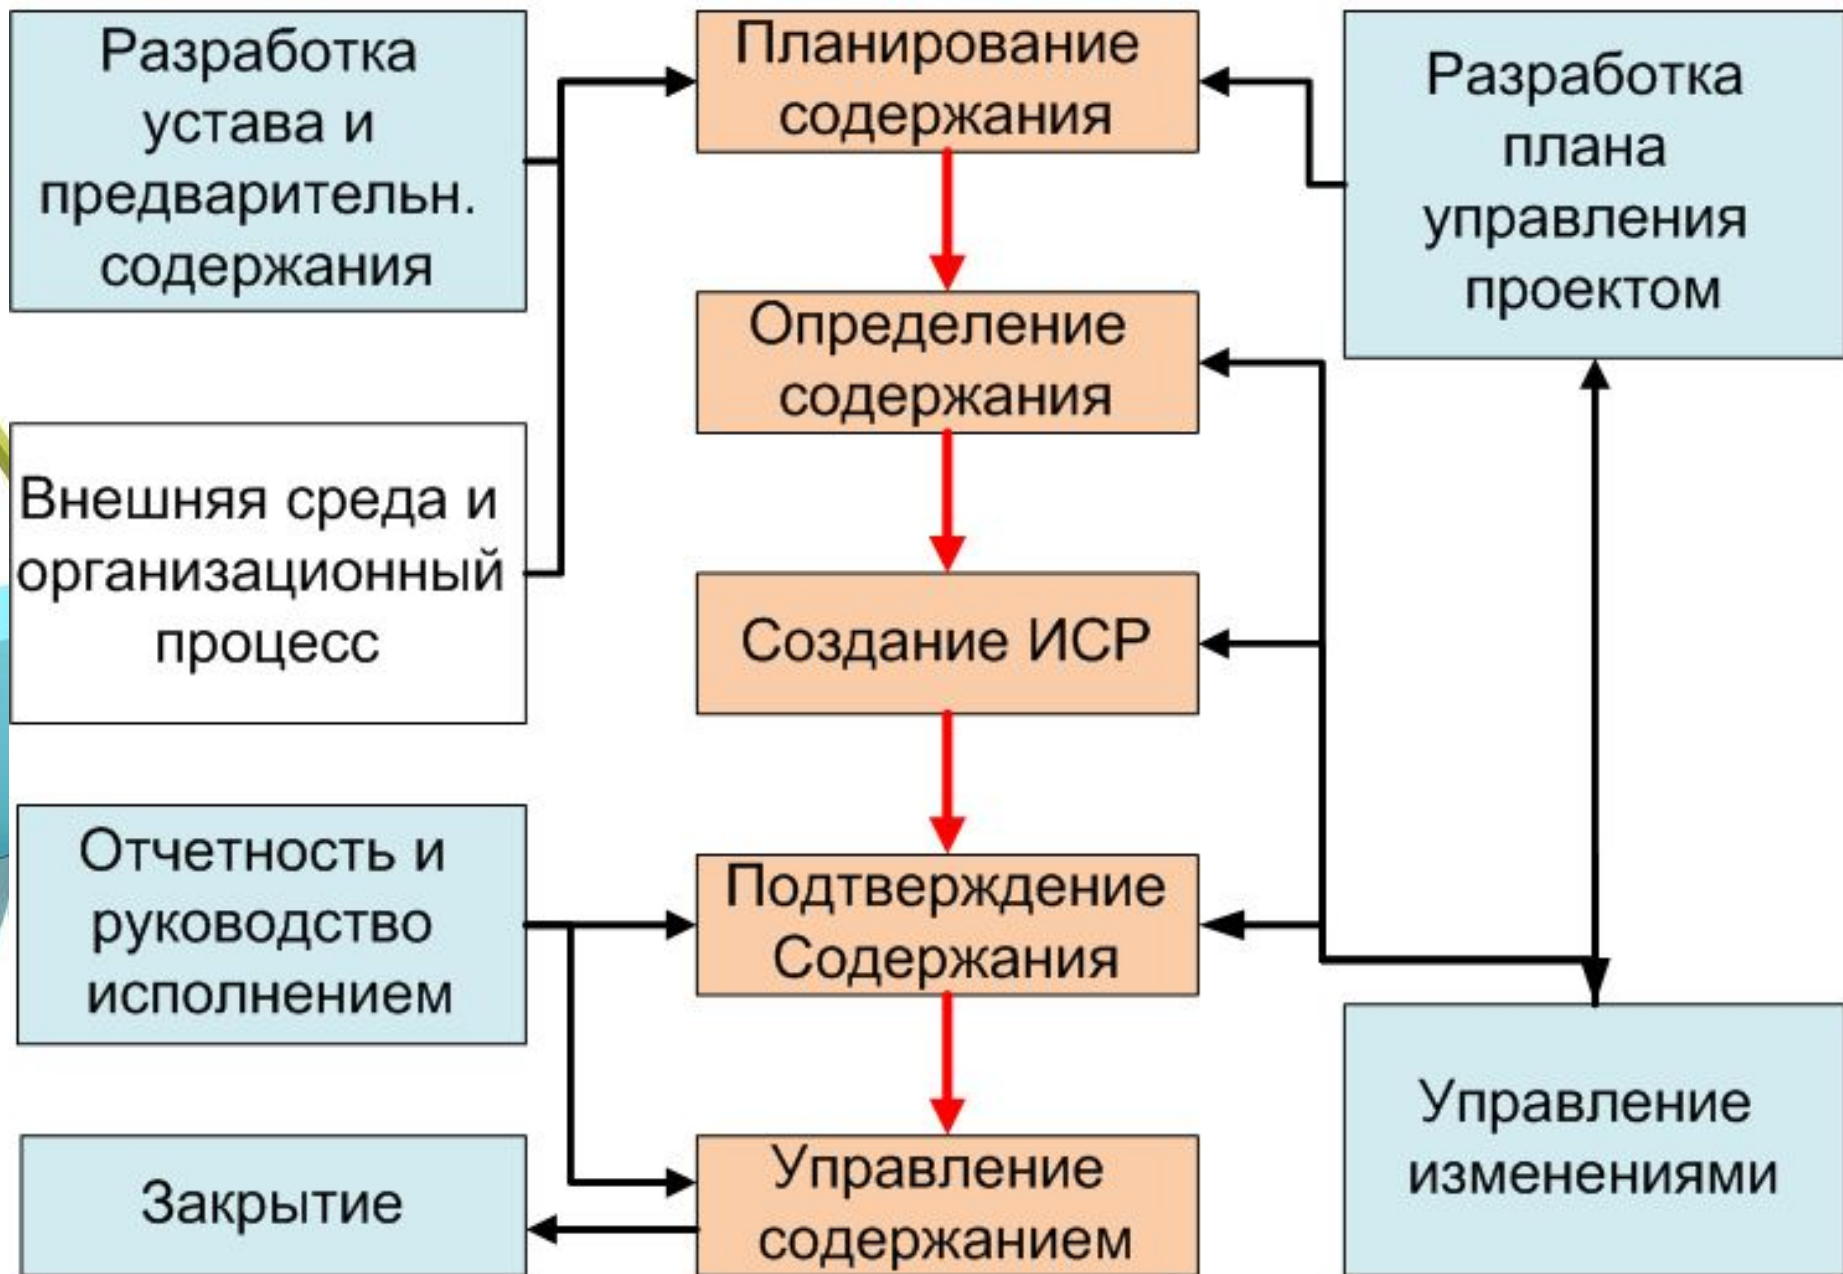 Разработка
устава и
предварительн.
содержания
Планирование
содержания
Разработка
плана
управления
проектом
Определение
содержания
Внешняя среда и
организационный
процесс
Создание ИСР
Отчетность и
руководство
исполнением
Подтверждение
Содержания
Управление
изменениями
Закрытие
Управление
содержанием